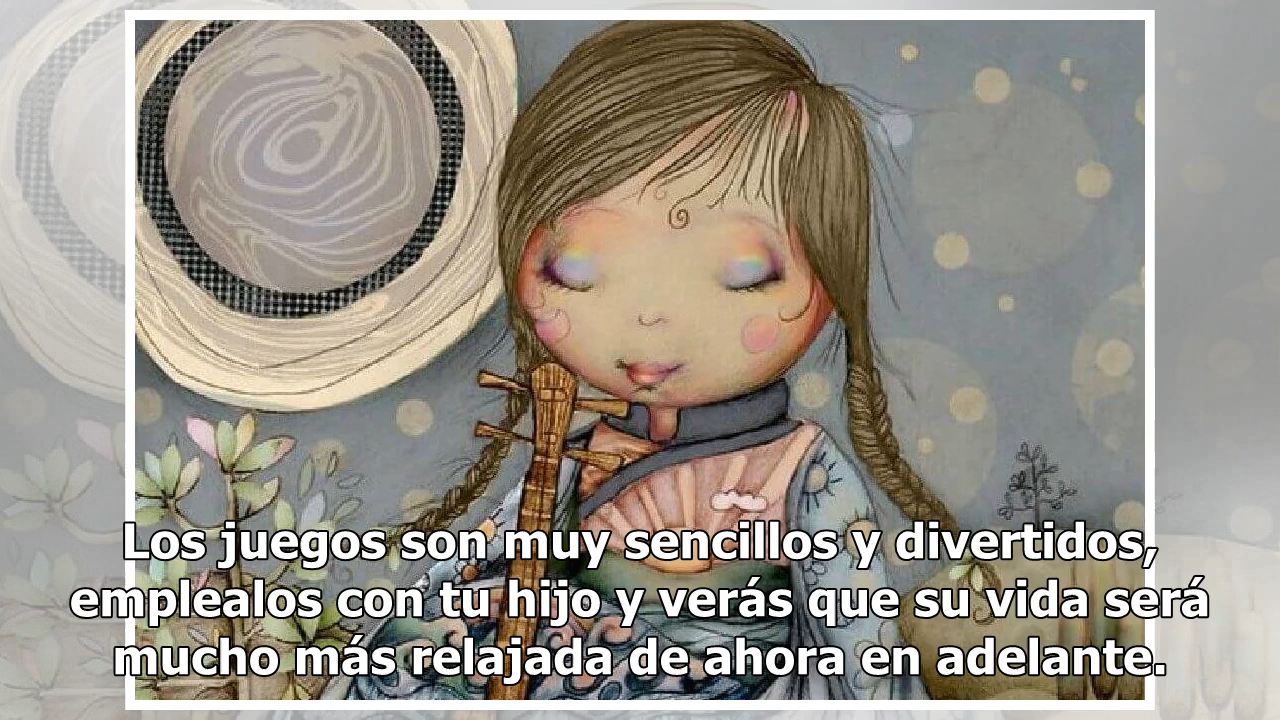 Los juegos son muy sencillos y divertidos,
emplealos con tu hijo y verás que su vida será
mucho más relajada de ahora en adelante.